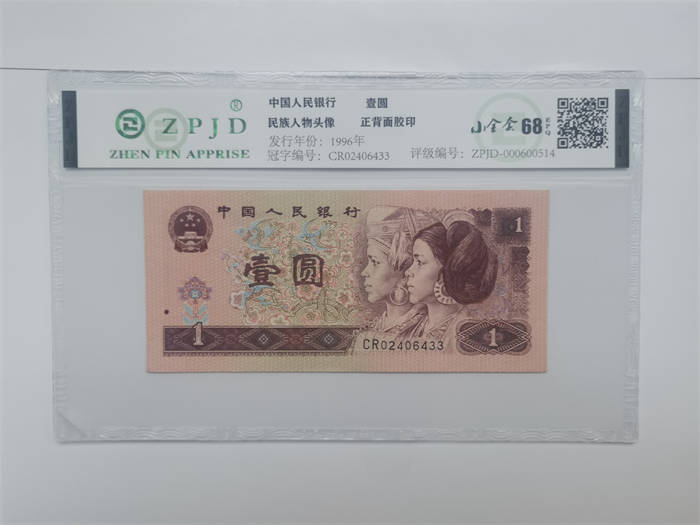 ZPJD®
ZHEN PIN APPRISE
中国人民银行 壹圆
民族人物头像 正背面胶印
发行年份：1996年
冠字编号：CR02406433 评级编号：ZPJD-000600514
68
EPQ
中国人民银行
1
壹圆
1
CR02406433
1